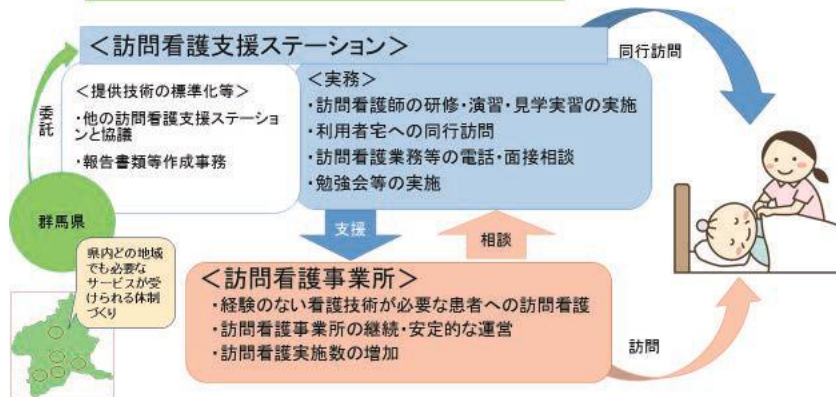 ＜訪問看護支援ステーション＞
同行訪問
委託
＜提供技術の標準化等＞
・他の訪問看護支援ステーショ
ンと協議
・報告書類等作成事務
＜実務＞
・訪問看護師の研修・演習・見学実習の実施
・利用者宅への同行訪問
・訪問看護業務等の電話・面接相談
・勉強会等の実施
群馬県
支援
相談
県内どの地域
でも必要な
サービスが受
けられる体制
づくり
＜訪問看護事業所＞
・経験のない看護技術が必要な患者への訪問看護
・訪問看護事業所の継続・安定的な運営
・訪問看護実施数の増加
訪問